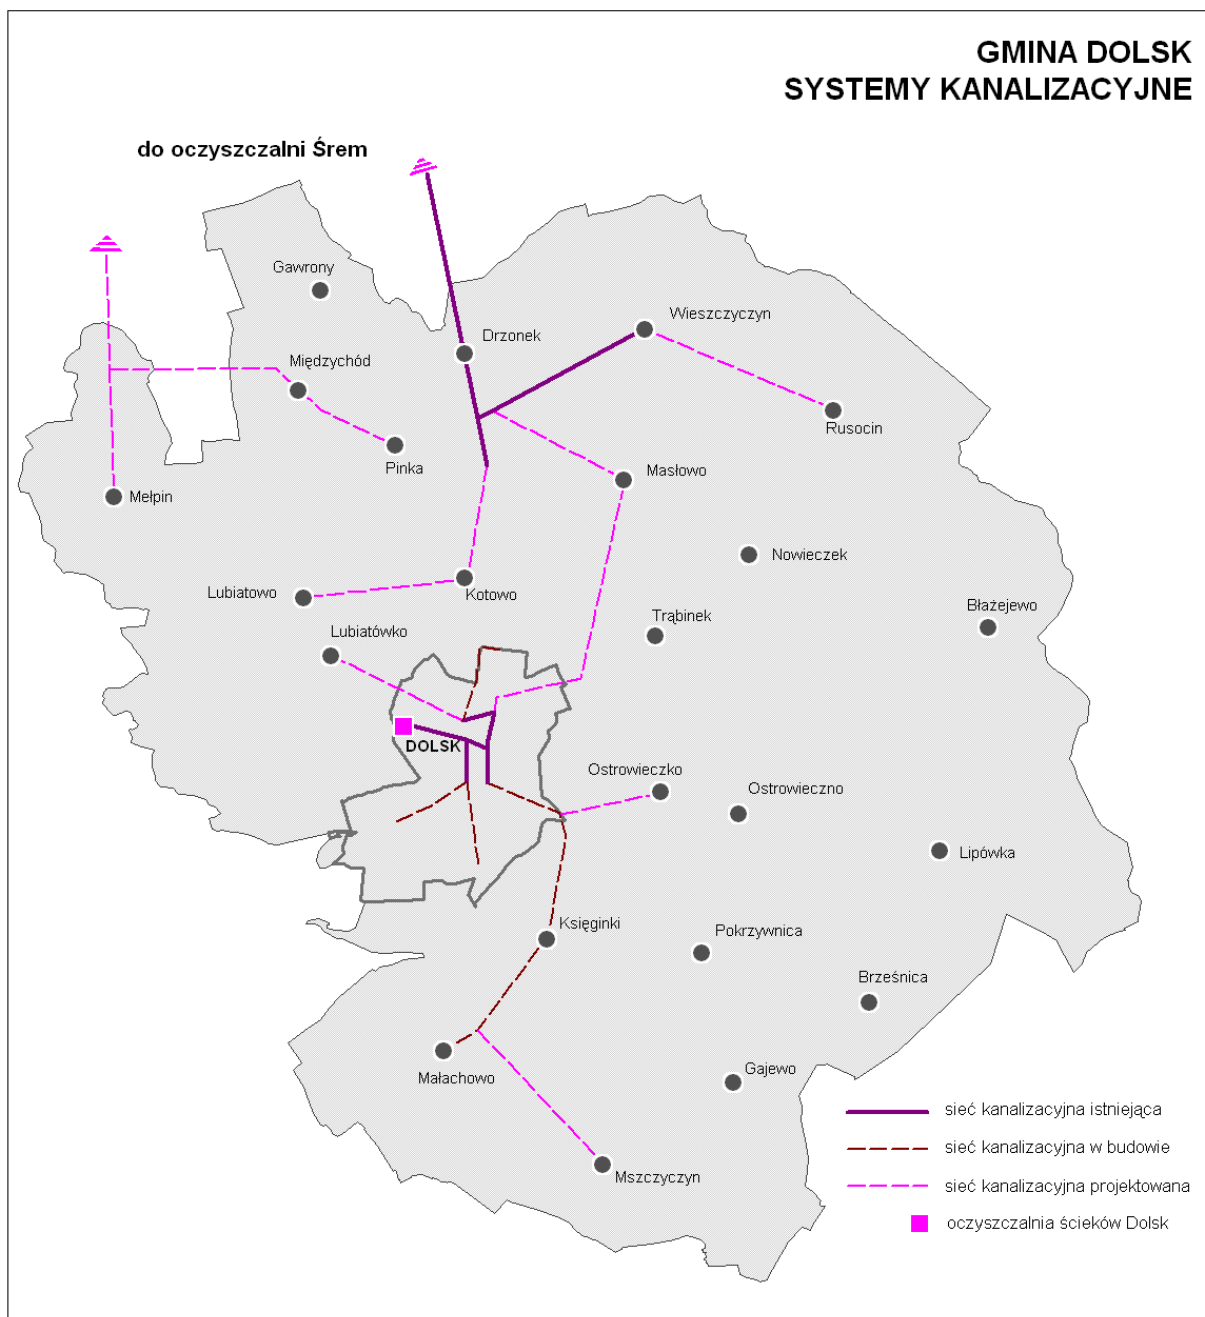 GMINA DOLSK
SYSTEMY KANALIZACYJNE
do oczyszczalni Śrem
Gawrony
Wieszczyczyn
Drzonek
Międzychód
Rusocin
Pinka
Masłowo
Mełpin
Nowieczek
Lubiatowo
Kotowo
Błażejewo
Trąbinek
Lubiatówko
DOLSK
Ostrowieczko
Ostrowieczno
Lipówka
Księginki
Pokrzywnica
Brześnica
Gajewo
Małachowo
Mszczyczyn
sieć kanalizacyjna istniejąca
sieć kanalizacyjna w budowie
sieć kanalizacyjna projektowana
oczyszczalnia ścieków Dolsk